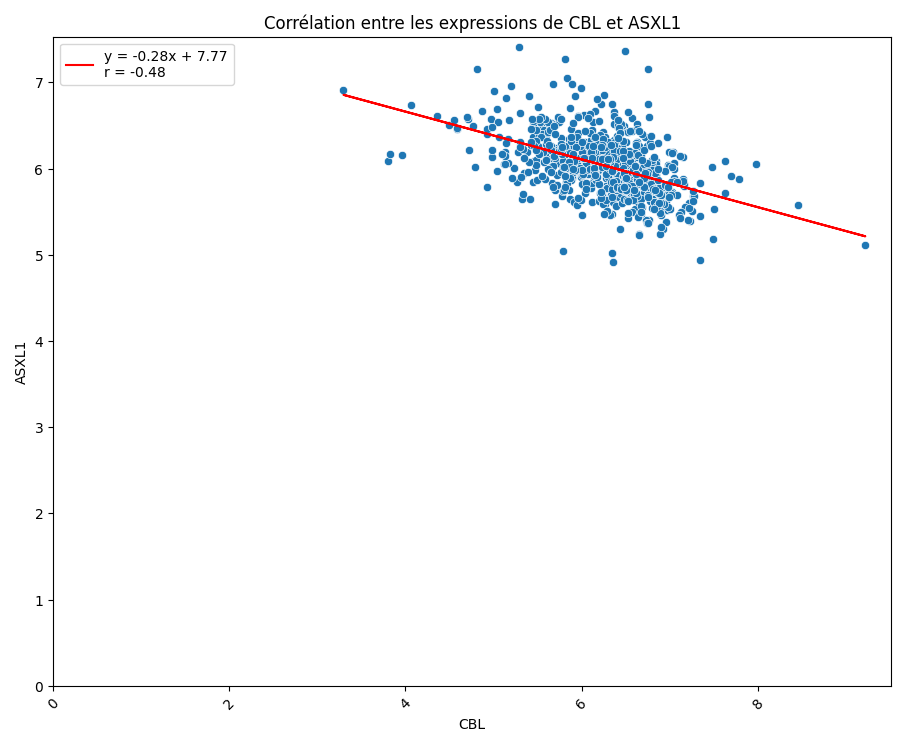 Corrélation entre les expressions de CBL et ASXL1
y = -0.28x + 7.77
r = -0.48
7
6
5
4
3
2
1
0
ASXL1
0
2
4
6
8
CBL